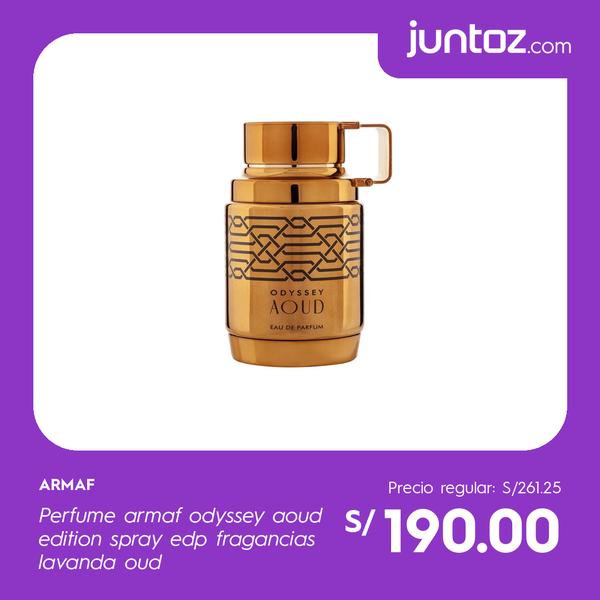 juntoz.com
ODYSSEY
AOUD
EAU DE PARFUM
ARMAF
Perfume armaf odyssey aoud
edition spray edp fragancias
lavanda oud
Precio regular: S/261.25
S/190.00